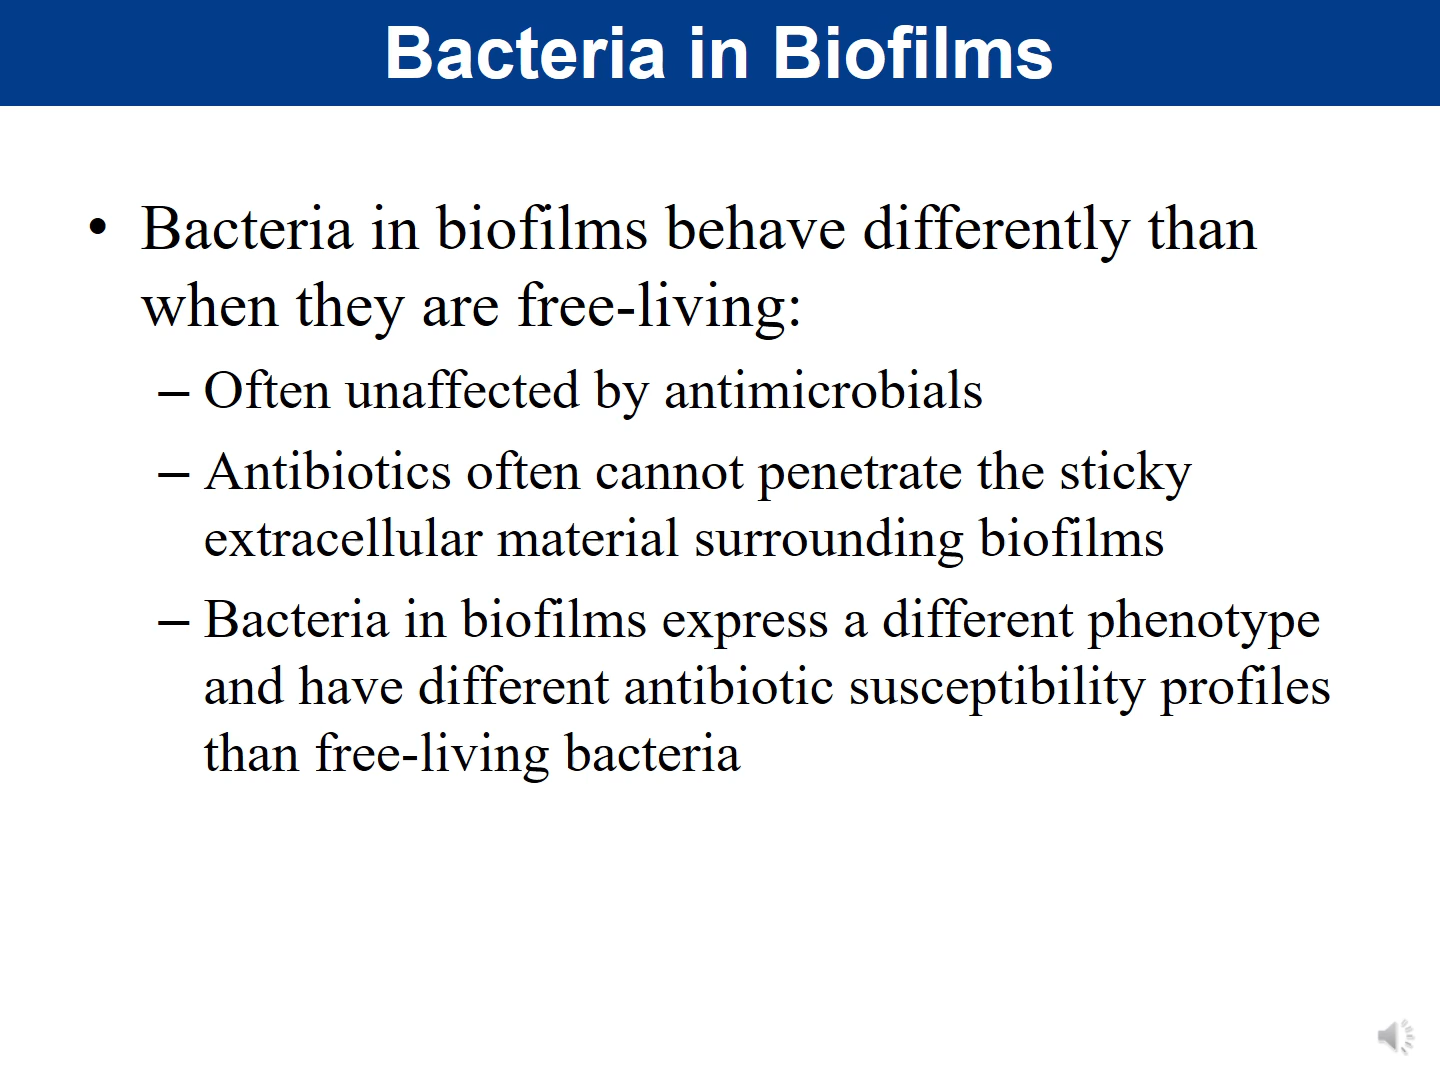 Bacteria in Biofilms
• Bacteria in biofilms behave differently than
when they are free-living:
– Often unaffected by antimicrobials
– Antibiotics often cannot penetrate the sticky
extracellular material surrounding biofilms
– Bacteria in biofilms express a different phenotype
and have different antibiotic susceptibility profiles
than free-living bacteria